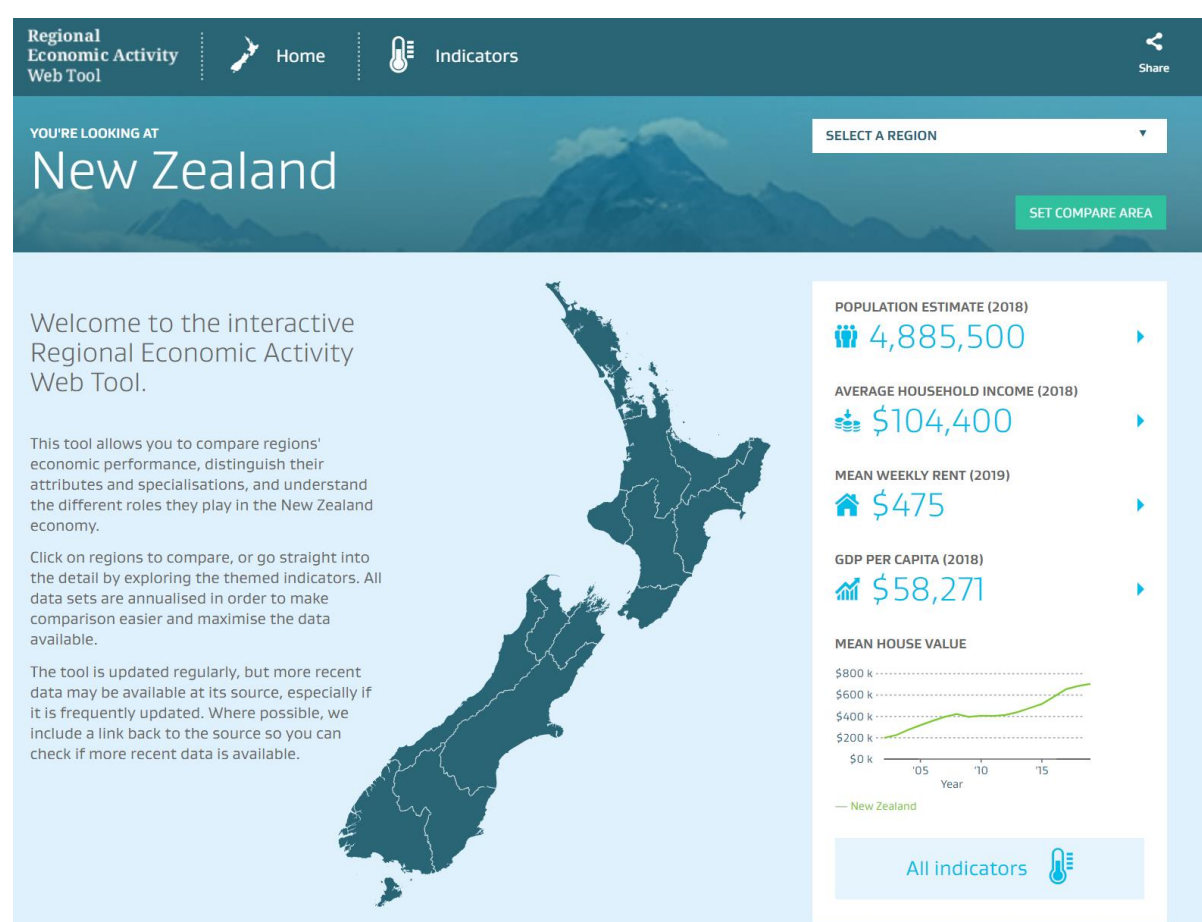 Regional
Economic Activity
Web Tool
Home
Indicators
Share
YOU'RE LOOKING AT
New Zealand
SELECT A REGION
SET COMPARE AREA
Welcome to the interactive
Regional Economic Activity
Web Tool.
This tool allows you to compare regions'
economic performance, distinguish their
attributes and specialisations, and understand
the different roles they play in the New Zealand
economy.
Click on regions to compare, or go straight into
the detail by exploring the themed indicators. All
data sets are annualised in order to make
comparison easier and maximise the data
available.
The tool is updated regularly, but more recent
data may be available at its source, especially if
it is frequently updated. Where possible, we
include a link back to the source so you can
check if more recent data is available.
POPULATION ESTIMATE (2018)
4,885,500
AVERAGE HOUSEHOLD INCOME (2018)
$104,400
MEAN WEEKLY RENT (2019)
$475
GDP PER CAPITA (2018)
$58,271
MEAN HOUSE VALUE
$800 k
$600 k
$400 k
$200 k
$0 k
'05 '10 '15
Year
— New Zealand
All indicators